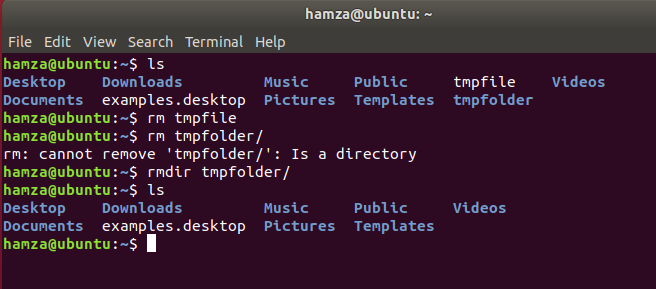 hamza@ubuntu: ~
File Edit View Search Terminal Help
hamza@ubuntu:~$ ls
Desktop    Downloads         Music     Public     tmpfile    Videos
Documents  examples.desktop  Pictures  Templates  tmpfolder
hamza@ubuntu:~$ rm tmpfile
hamza@ubuntu:~$ rm tmpfolder/
rm: cannot remove 'tmpfolder/': Is a directory
hamza@ubuntu:~$ rmdir tmpfolder/
hamza@ubuntu:~$ ls
Desktop    Downloads         Music     Public     Videos
Documents  examples.desktop  Pictures  Templates
hamza@ubuntu:~$